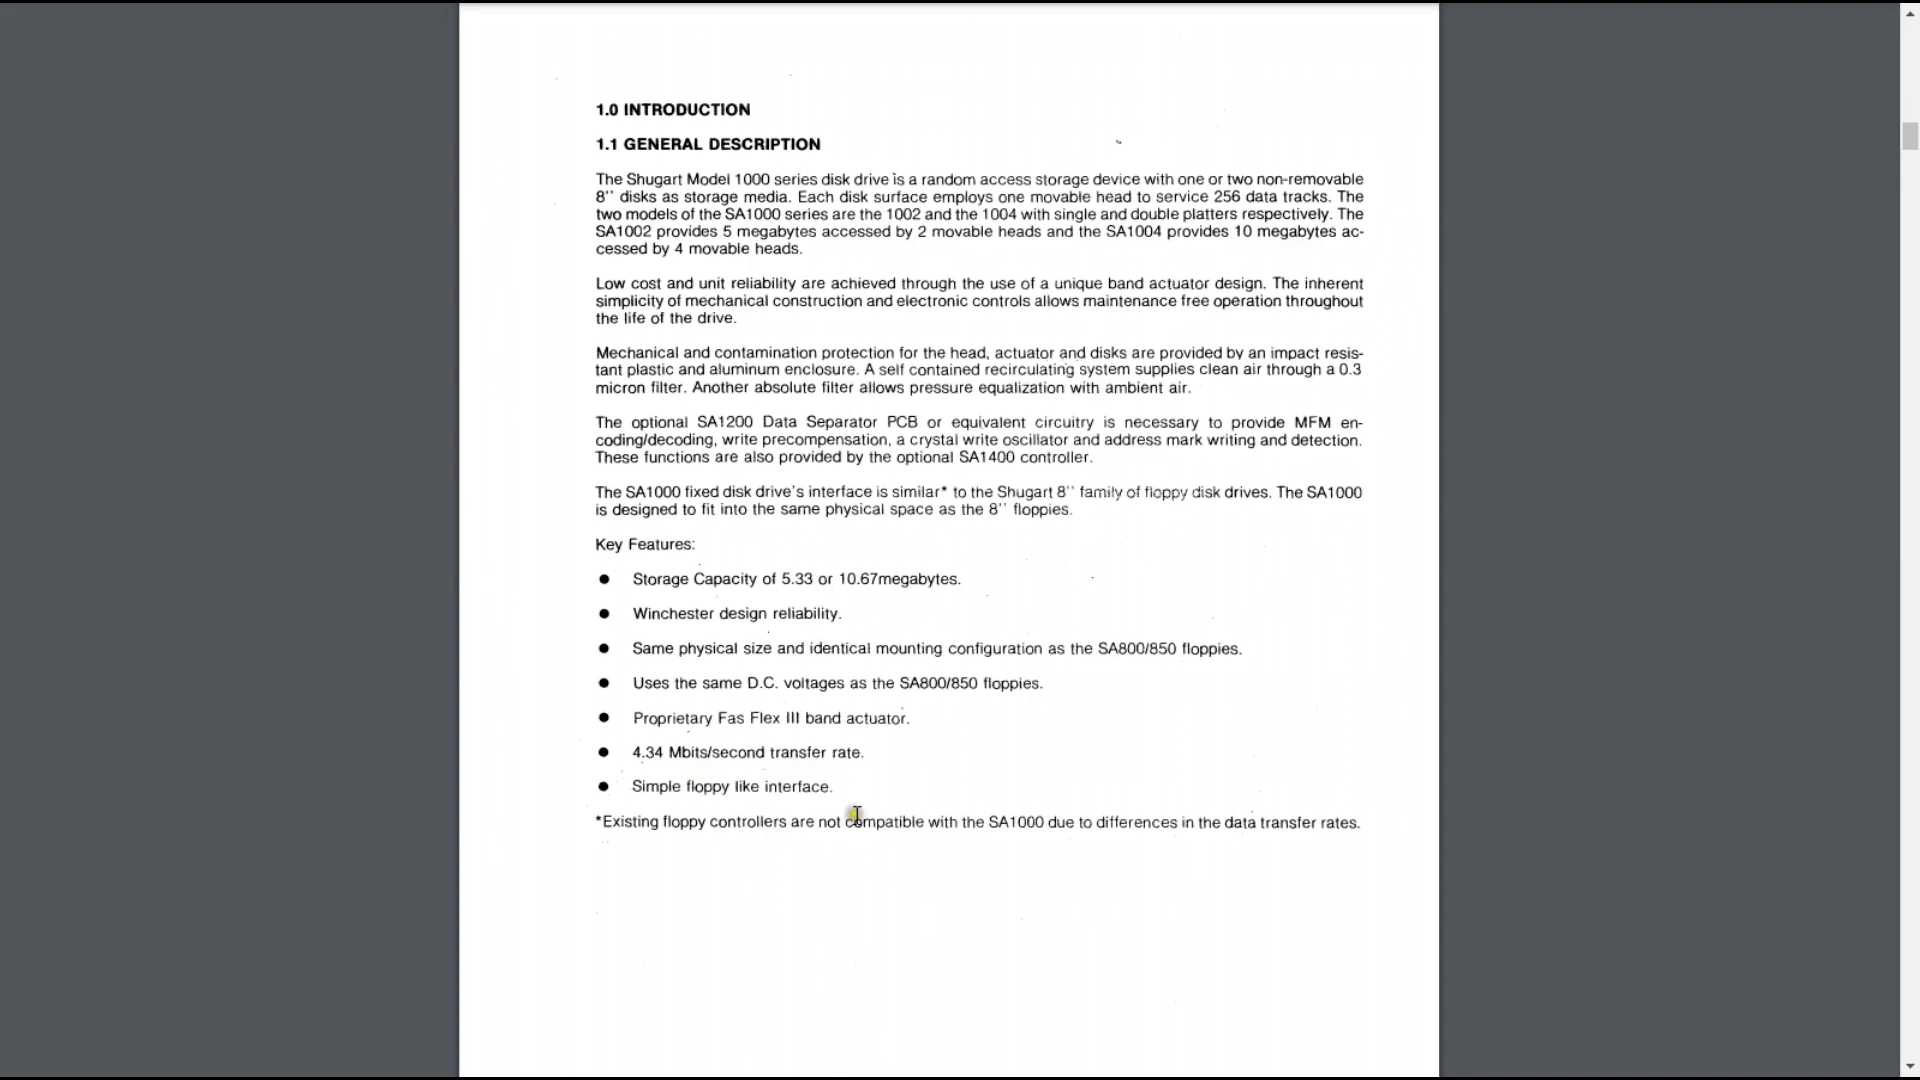 1.0 INTRODUCTION
1.1 GENERAL DESCRIPTION
The Shugart Model 1000 series disk drive is a random access storage device with one or two non-removable
8'' disks as storage media. Each disk surface employs one movable head to service 256 data tracks. The
two models of the SA1000 series are the 1002 and the 1004 with single and double platters respectively. The
SA1002 provides 5 megabytes accessed by 2 movable heads and the SA1004 provides 10 megabytes ac-
cessed by 4 movable heads.
Low cost and unit reliability are achieved through the use of a unique band actuator design. The inherent
simplicity of mechanical construction and electronic controls allows maintenance free operation throughout
the life of the drive.
Mechanical and contamination protection for the head, actuator and disks are provided by an impact resis-
tant plastic and aluminum enclosure. A self contained recirculating system supplies clean air through a 0.3
micron filter. Another absolute filter allows pressure equalization with ambient air.
The optional SA1200 Data Separator PCB or equivalent circuitry is necessary to provide MFM en-
coding/decoding, write precompensation, a crystal write oscillator and address mark writing and detection.
These functions are also provided by the optional SA1400 controller.
The SA1000 fixed disk drive's interface is similar* to the Shugart 8'' family of floppy disk drives. The SA1000
is designed to fit into the same physical space as the 8'' floppies.
Key Features:
● Storage Capacity of 5.33 or 10.67megabytes.
● Winchester design reliability.
● Same physical size and identical mounting configuration as the SA800/850 floppies.
● Uses the same D.C. voltages as the SA800/850 floppies.
● Proprietary Fas Flex III band actuator.
● 4.34 Mbits/second transfer rate.
● Simple floppy like interface.
*Existing floppy controllers are not compatible with the SA1000 due to differences in the data transfer rates.